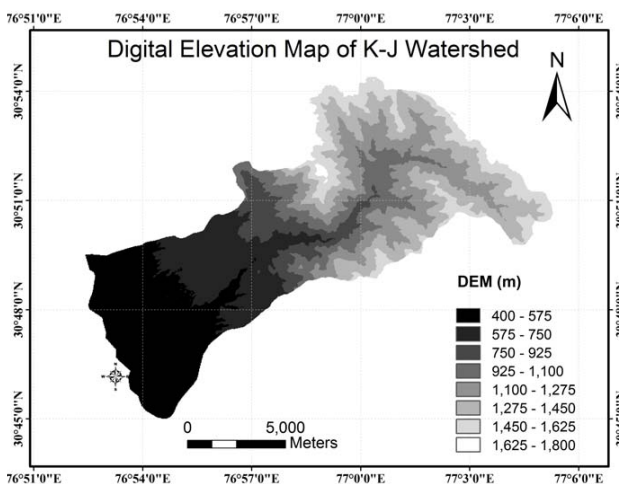 76°51'0"E 76°54'0"E 76°57'0"E 77°0'0"E 77°3'0"E 77°6'0"E
Digital Elevation Map of K-J Watershed
N
30°54'0"N
30°51'0"N
30°48'0"N
30°45'0"N
DEM (m)
400 - 575
575 - 750
750 - 925
925 - 1,100
1,100 - 1,275
1,275 - 1,450
1,450 - 1,625
1,625 - 1,800
0 5,000
Meters
76°51'0"E 76°54'0"E 76°57'0"E 77°0'0"E 77°3'0"E 77°6'0"E